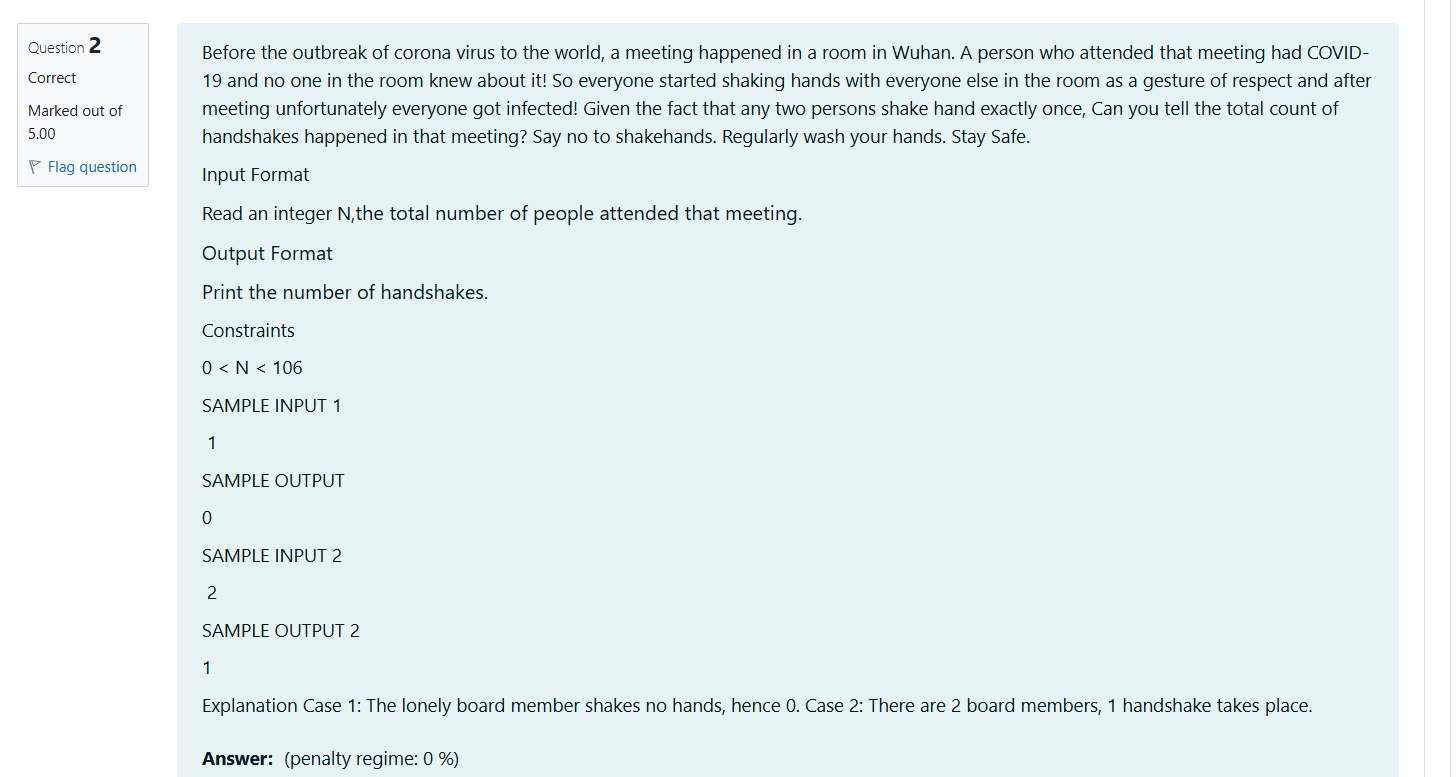 Question 2
Correct
Marked out of
5.00
Flag question
Before the outbreak of corona virus to the world, a meeting happened in a room in Wuhan. A person who attended that meeting had COVID-
19 and no one in the room knew about it! So everyone started shaking hands with everyone else in the room as a gesture of respect and after
meeting unfortunately everyone got infected! Given the fact that any two persons shake hand exactly once, Can you tell the total count of
handshakes happened in that meeting? Say no to shakehands. Regularly wash your hands. Stay Safe.
Input Format
Read an integer N,the total number of people attended that meeting.
Output Format
Print the number of handshakes.
Constraints
0 < N < 106
SAMPLE INPUT 1
1
SAMPLE OUTPUT
0
SAMPLE INPUT 2
2
SAMPLE OUTPUT 2
1
Explanation Case 1: The lonely board member shakes no hands, hence 0. Case 2: There are 2 board members, 1 handshake takes place.
Answer: (penalty regime: 0 %)